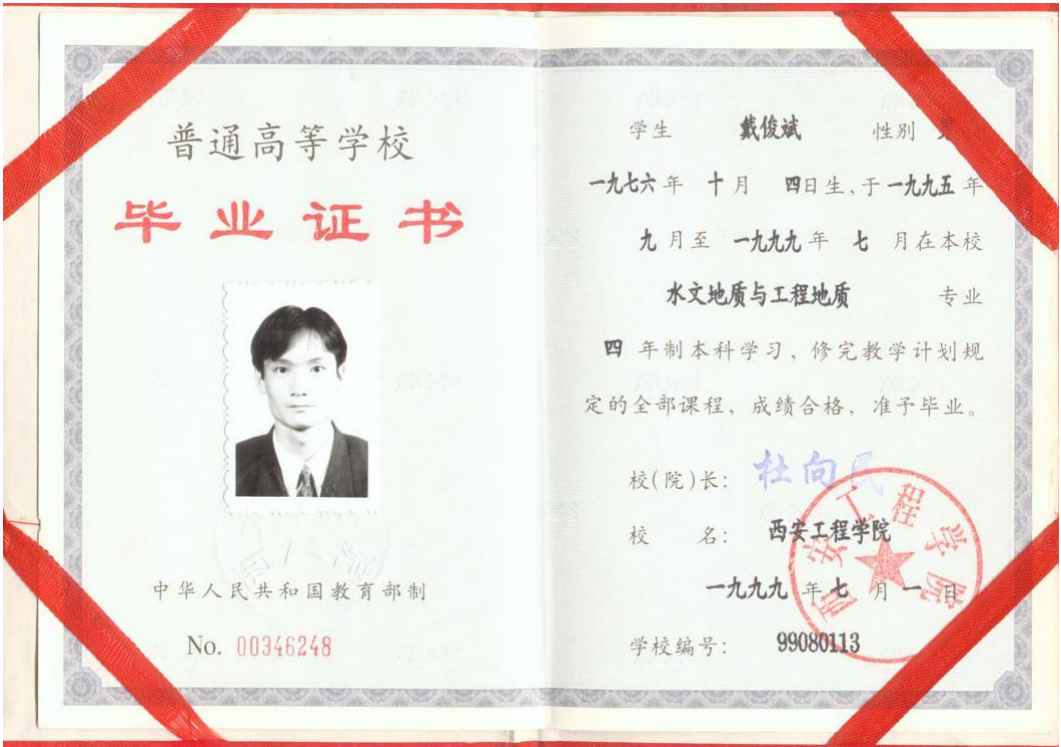 普通高等学校
毕业证书
中华人民共和国教育部制
No. 00346248
学生 戴俊斌 性别
一九七六年 十月 四日生,于一九九五年
九月至 一九九九年 七 月在本校
水文地质与工程地质 专业
四 年制本科学习,修完教学计划规
定的全部课程,成绩合格,准予毕业。
校(院)长: 杜向民
校 名: 西安工程学院
一九九九 年 七 月 一 日
学校编号: 99080113
西安工程学院